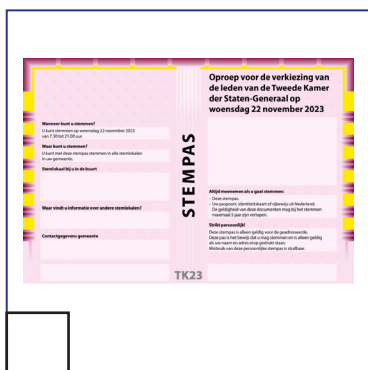 Wanneer kunt u stemmen?
U kunt stemmen op woensdag 22 november 2023
van 7.30 tot 21.00 uur.
Waar kunt u stemmen?
U kunt met deze stempas stemmen in alle stemlokalen
in uw gemeente.
Stemlokaal bij u in de buurt
Waar vindt u informatie over andere stemlokalen?
Contactgegevens gemeente
STEMPAS
TK23
Oproep voor de verkiezing van
de leden van de Tweede Kamer
der Staten-Generaal op
woensdag 22 november 2023
Altijd meenemen als u gaat stemmen:
- Deze stempas.
- Uw paspoort, identiteitskaart of rijbewijs uit Nederland.
De geldigheid van deze documenten mag bij het stemmen
maximaal 5 jaar zijn verlopen.
Strikt persoonlijk!
Deze stempas is alleen geldig voor de geadresseerde.
Deze pas is het bewijs dat u mag stemmen en is alleen geldig
als uw naam en adres erop gedrukt staan.
Misbruik van deze persoonlijke stempas is strafbaar.